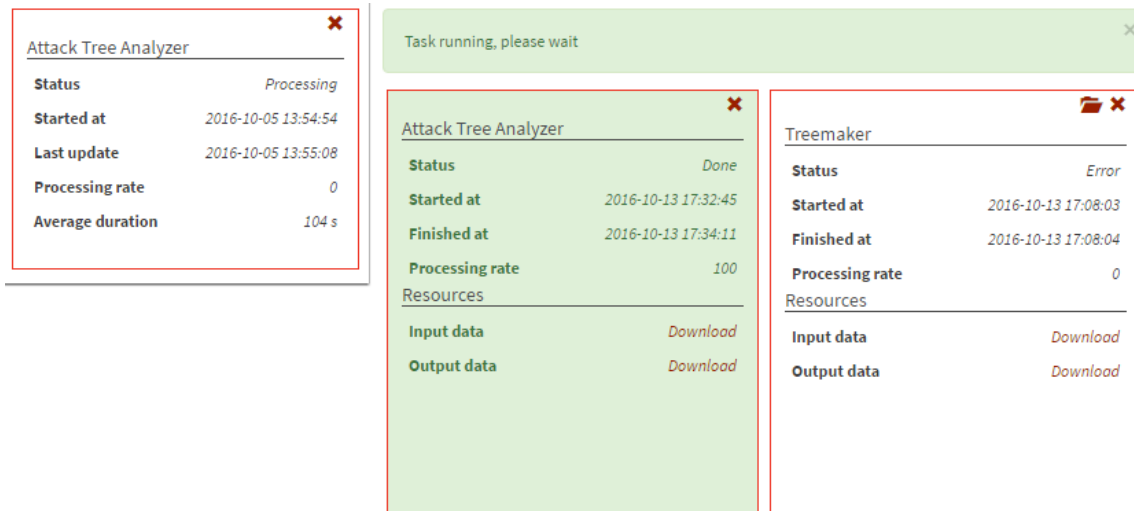 Attack Tree Analyzer
Status Processing
Started at 2016-10-05 13:54:54
Last update 2016-10-05 13:55:08
Processing rate 0
Average duration 104 s
Task running, please wait
Attack Tree Analyzer
Status Done
Started at 2016-10-13 17:32:45
Finished at 2016-10-13 17:34:11
Processing rate 100
Resources
Input data Download
Output data Download
Treemaker
Status Error
Started at 2016-10-13 17:08:03
Finished at 2016-10-13 17:08:04
Processing rate 0
Resources
Input data Download
Output data Download